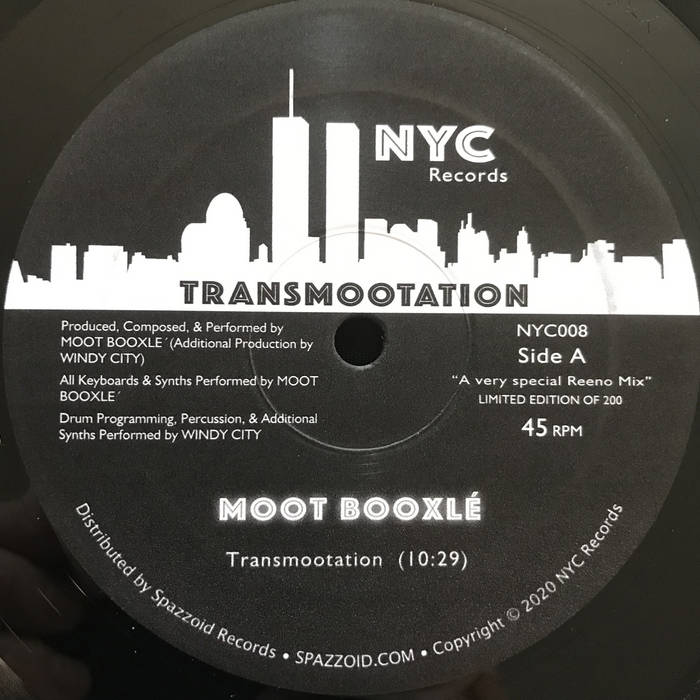 NYC
Records
TRANSMOOTATION
Produced, Composed, & Performed by
MOOT BOOXLE´(Additional Production by
WINDY CITY)
All Keyboards & Synths Performed by MOOT
BOOXLE´
Drum Programming, Percussion, & Additional
Synths Performed by WINDY CITY
NYC008
Side A
“A very special Reeno Mix”
LIMITED EDITION OF 200
45 RPM
MOOT BOOXLÉ
Transmootation (10:29)
Distributed by Spazzoid Records • SPAZZOID.COM • Copyright © 2020 NYC Records